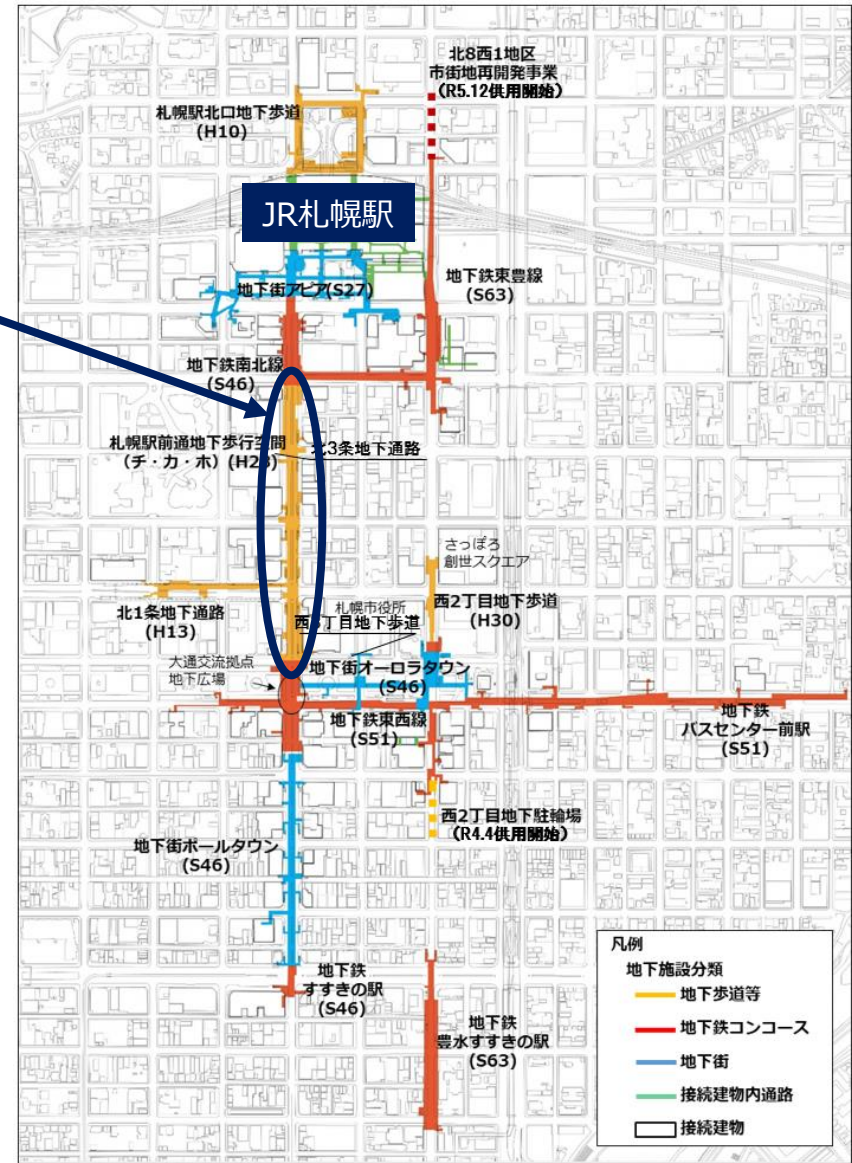 北8西1地区
市街地再開発事業
（R5.12供用開始）
札幌駅北口地下歩道
(H10)
JR札幌駅
地下鉄東豊線
(S63)
地下街アピア(S27)
地下鉄南北線
(S46)
札幌駅前通地下歩行空間
（チ・カ・ホ）(H23)
北3条地下通路
さっぽろ
創世スクエア
北1条地下通路
(H13)
札幌市役所
西3丁目地下歩道
西2丁目地下歩道
(H30)
大通交流拠点
地下広場
地下街オーロラタウン
(S46)
地下鉄東西線
(S51)
地下鉄
バスセンター前駅
(S51)
西2丁目地下駐輪場
（R4.4供用開始）
地下街ポールタウン
(S46)
地下鉄
すすきの駅
(S46)
地下鉄
豊水すすきの駅
(S63)
凡例
地下施設分類
地下歩道等
地下鉄コンコース
地下街
接続建物内通路
接続建物